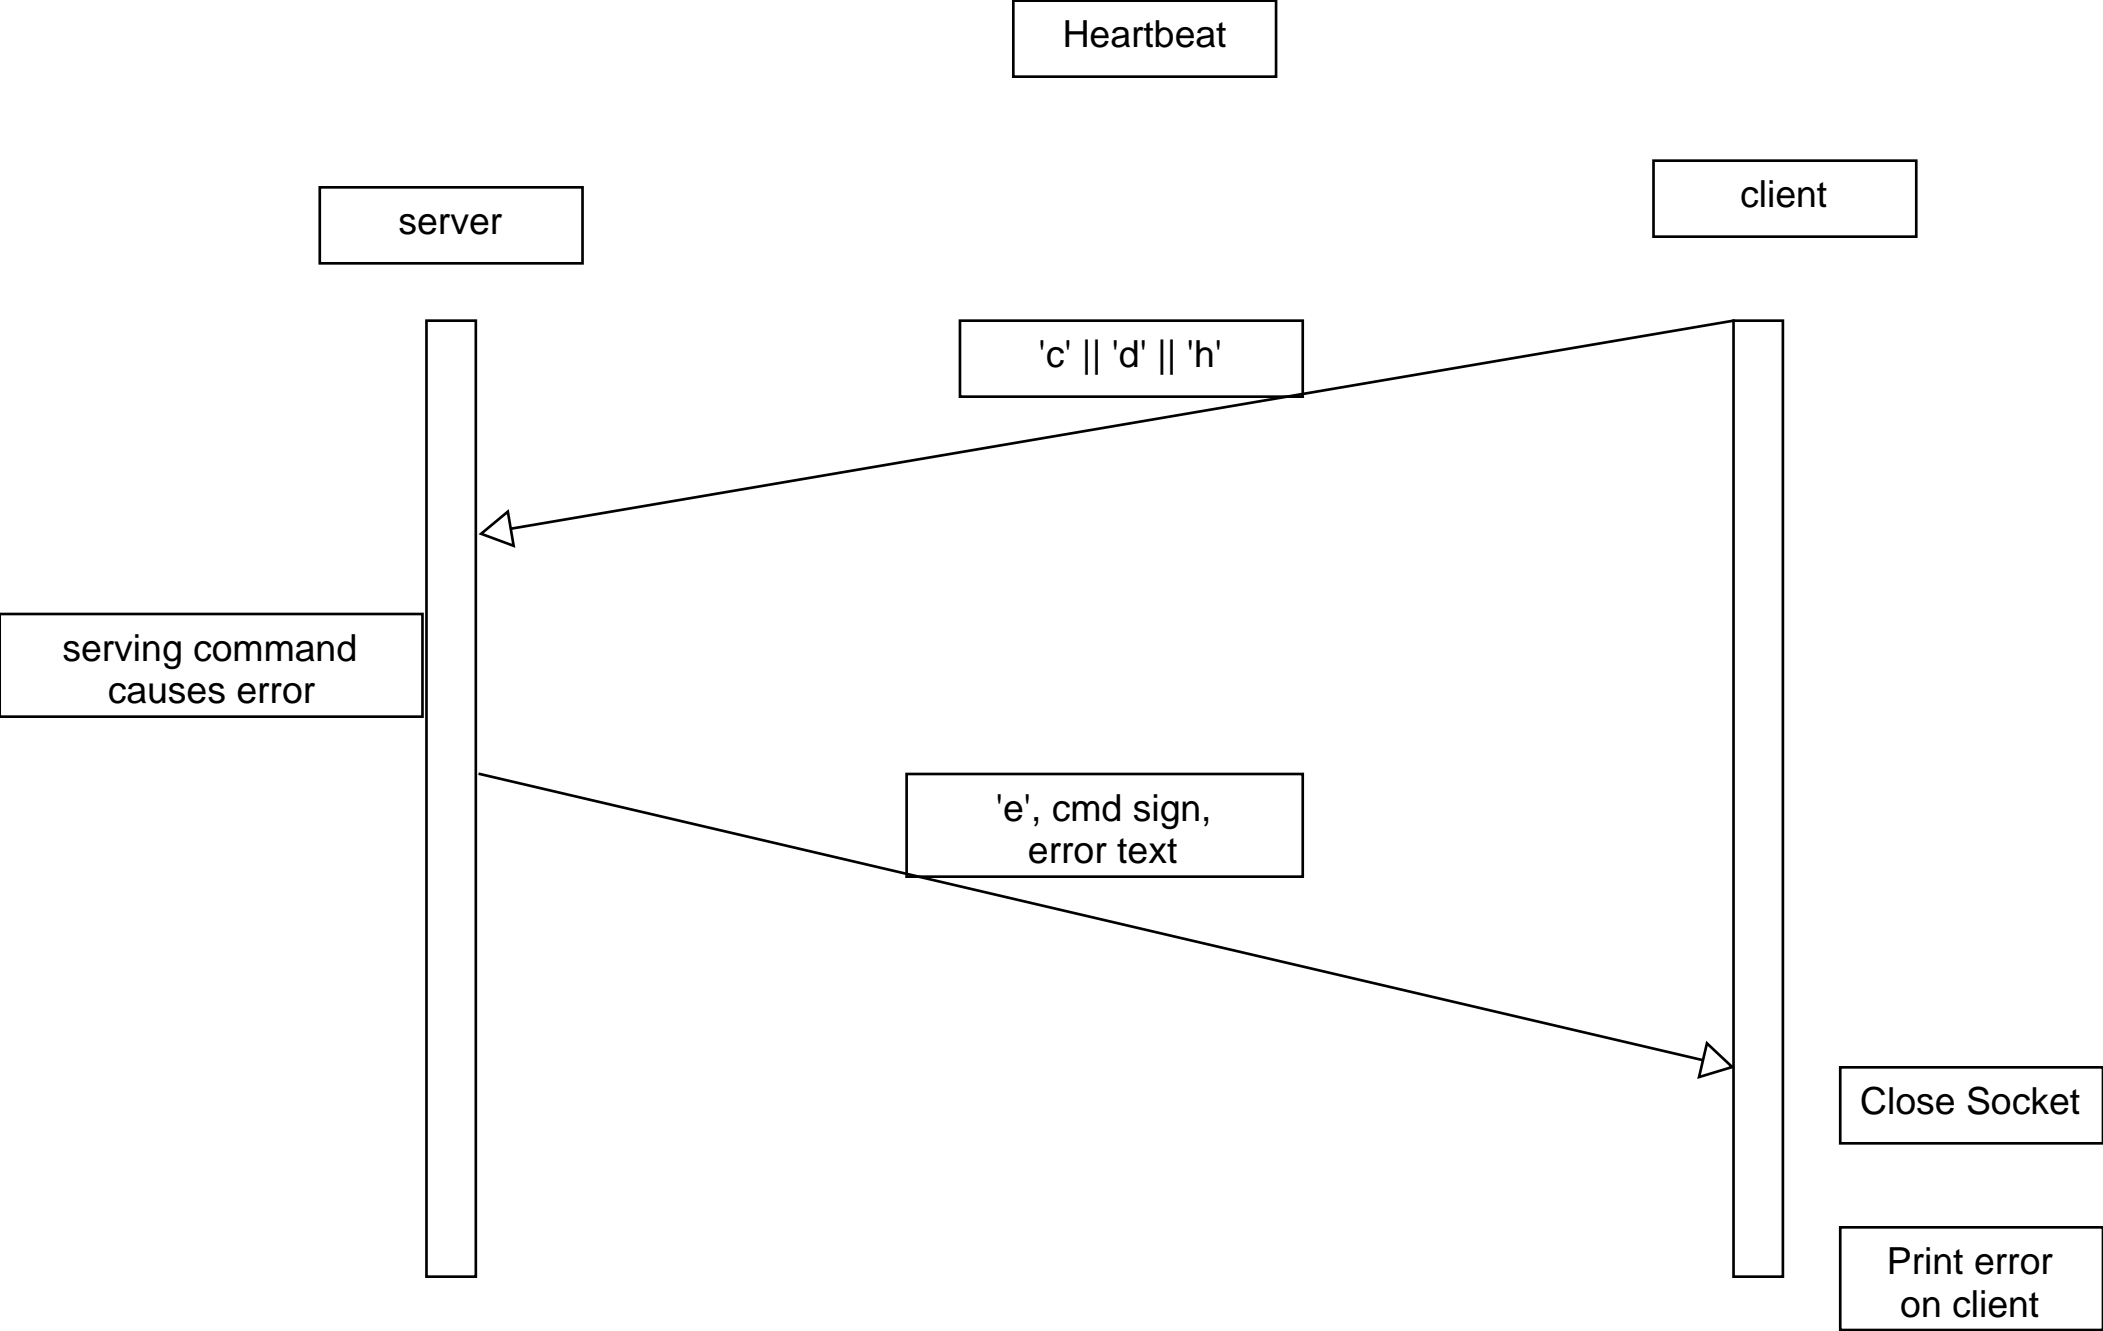 Heartbeat
client
server
'c' || 'd' || 'h'
serving command
causes error
'e', cmd sign,
error text
Close Socket
Print error
on client